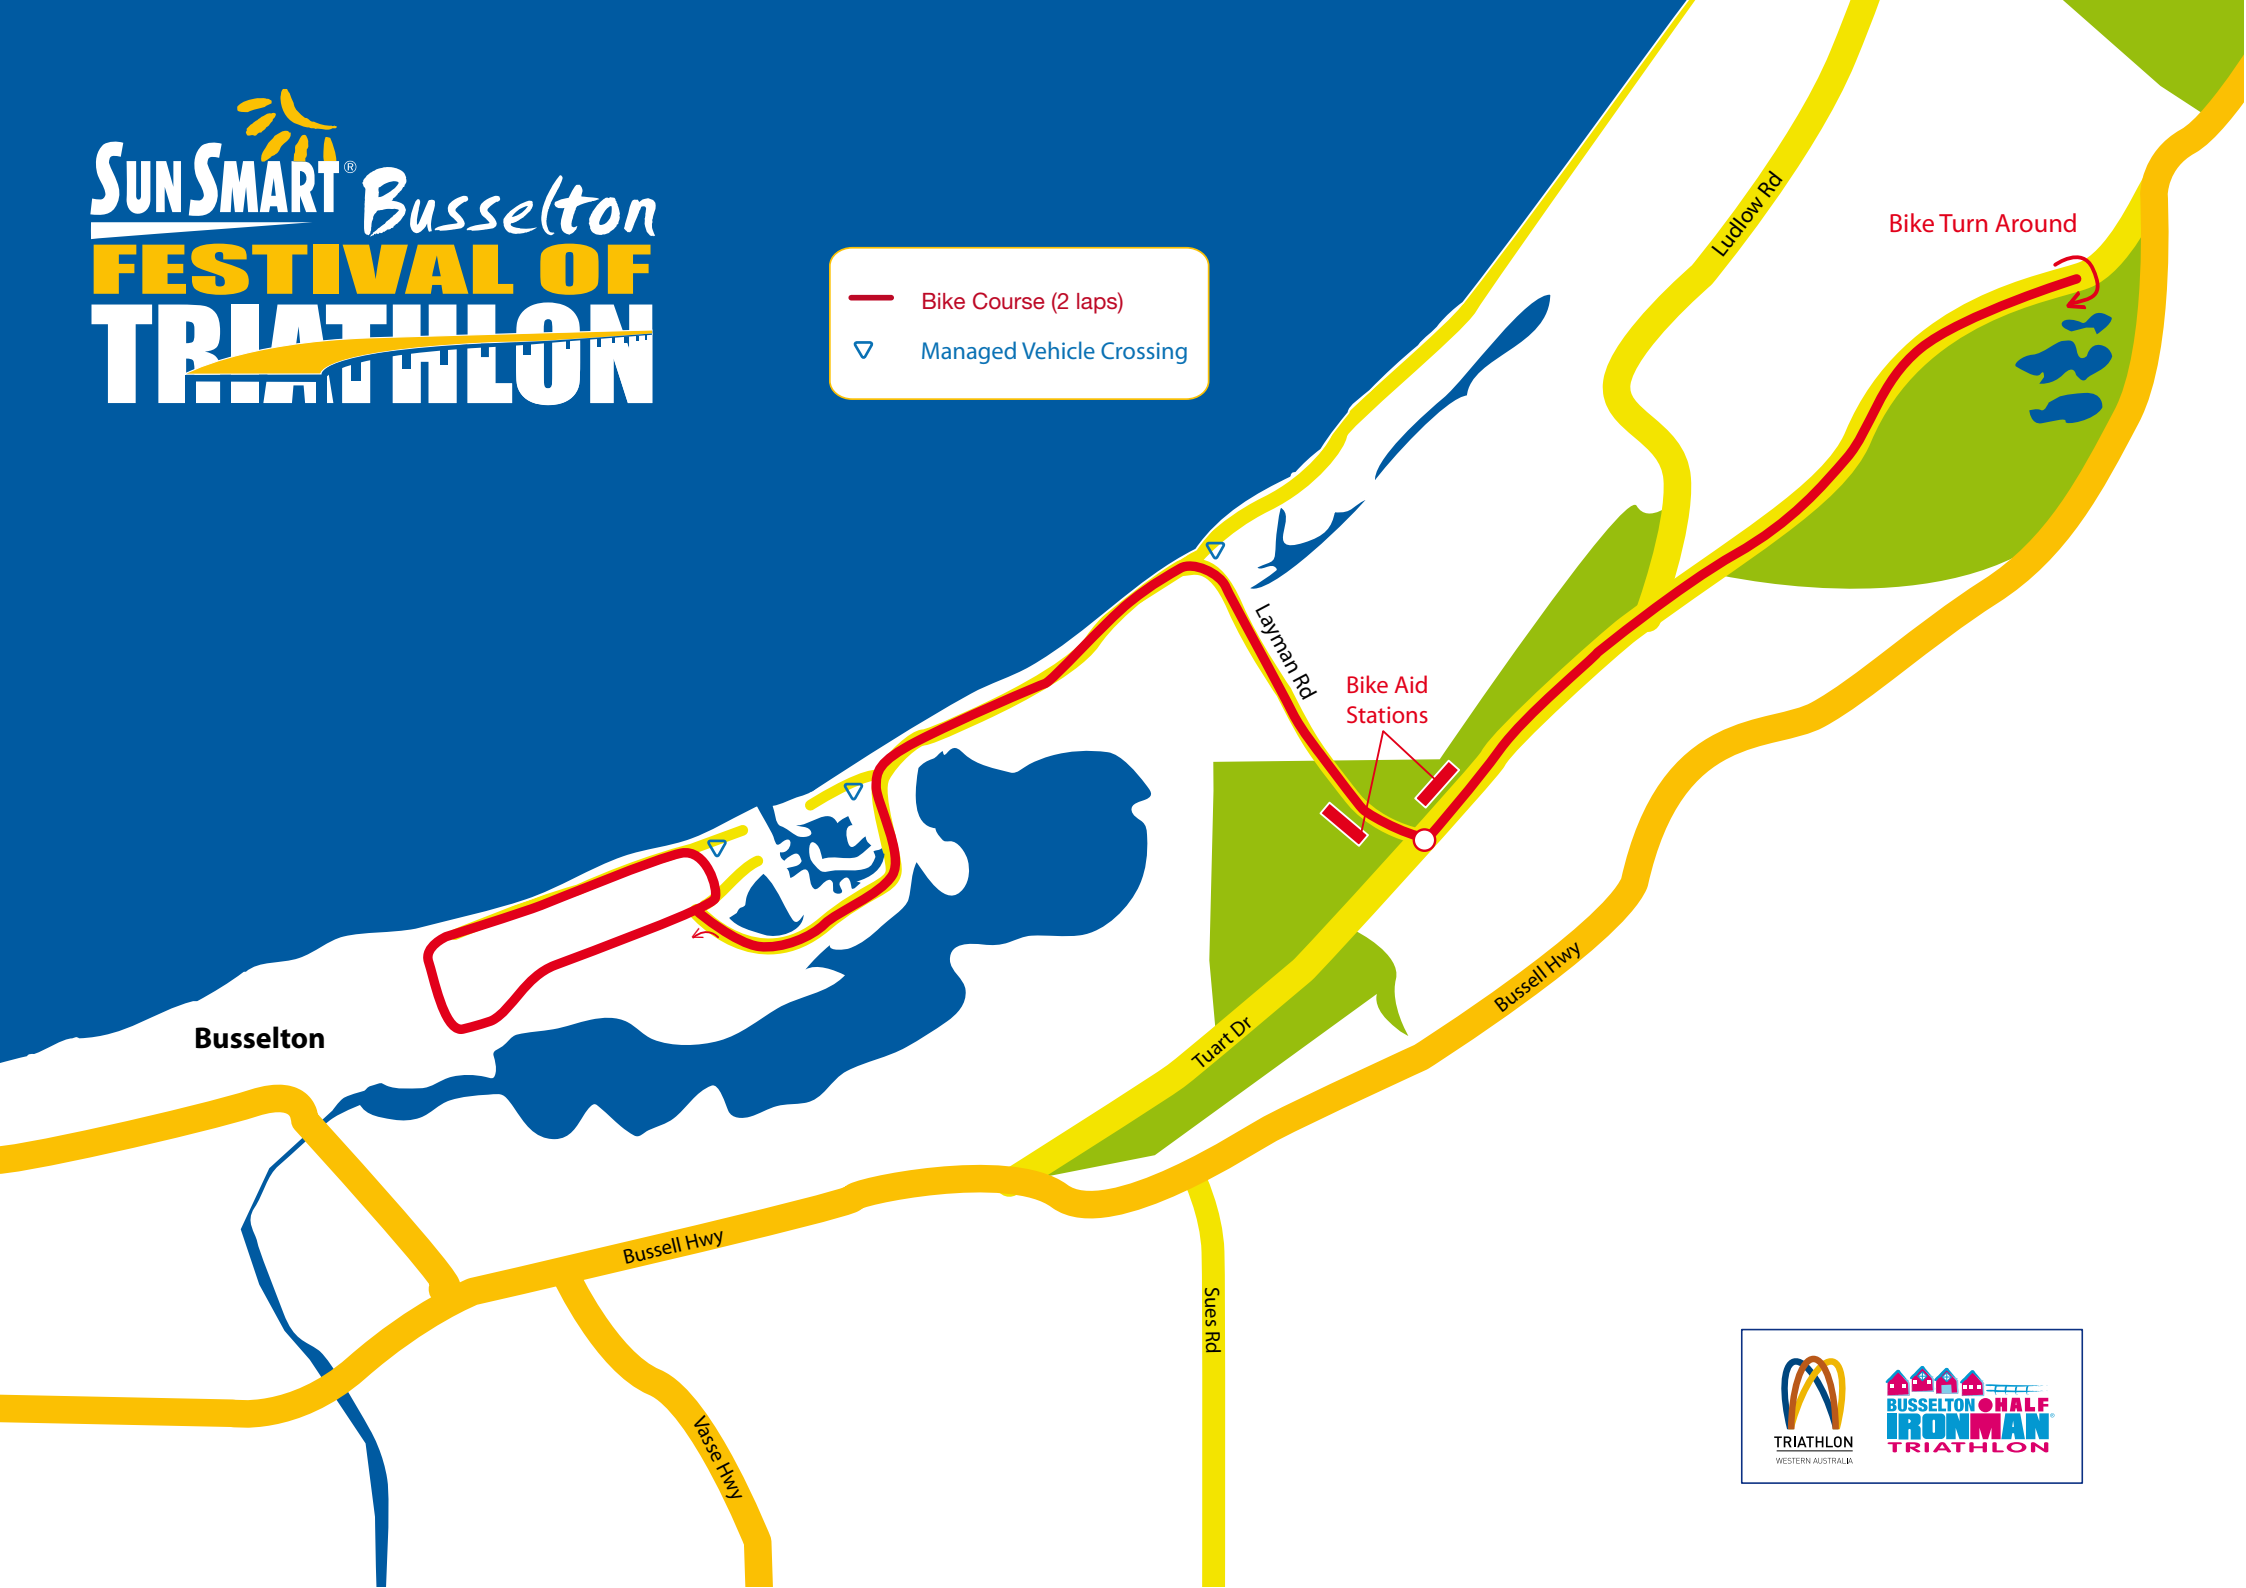 SUNSMART® Busselton
FESTIVAL OF
TRIATHLON
Bike Course (2 laps)
Managed Vehicle Crossing
Ludlow Rd
Bike Turn Around
Layman Rd
Bike Aid
Stations
Busselton
Tuart Dr
Bussell Hwy
Bussell Hwy
Sues Rd
Vasse Hwy
TRIATHLON
WESTERN AUSTRALIA
BUSSELTON HALF
IRONMAN®
TRIATHLON